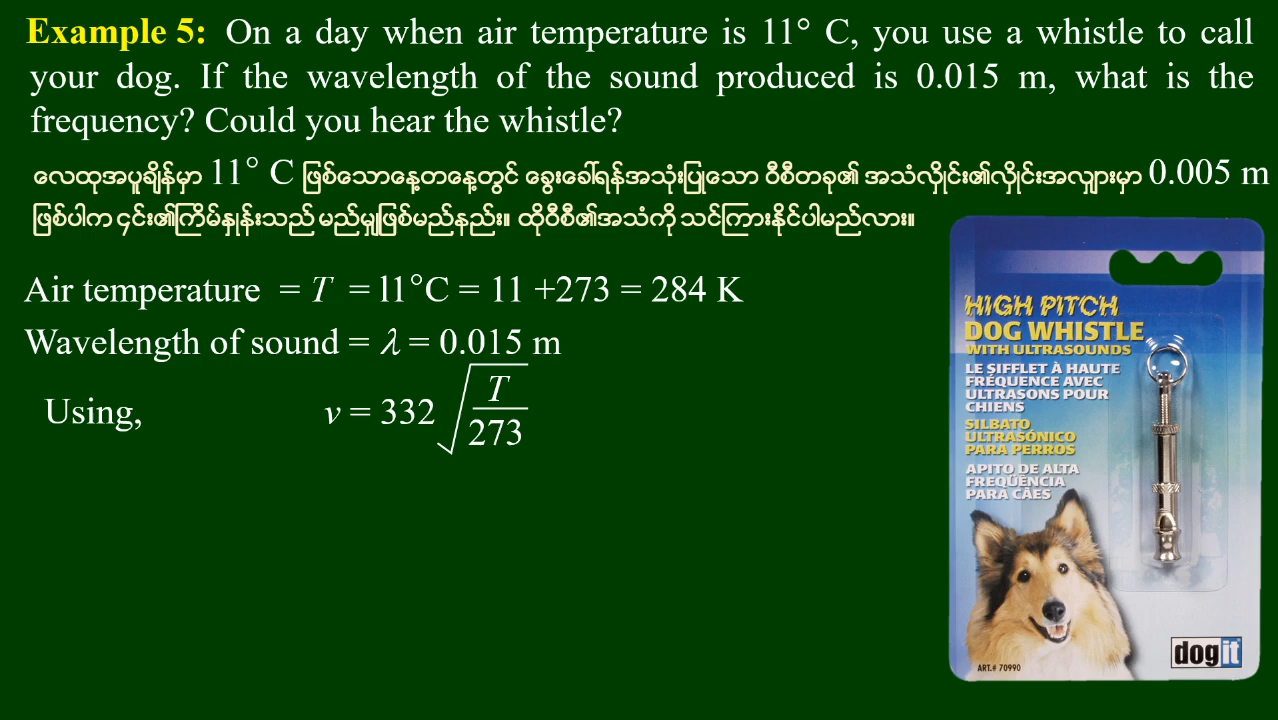 Example 5: On a day when air temperature is 11° C, you use a whistle to call
your dog. If the wavelength of the sound produced is 0.015 m, what is the
frequency? Could you hear the whistle?
လေထုအပူချိန်မှာ 11° C ဖြစ်သောနေ့တနေ့တွင် ခွေးခေါ်ရန်အသုံးပြုသော ဝီစီတခု၏ အသံလှိုင်း၏လှိုင်းအလျားမှာ 0.005 m
ဖြစ်ပါက ၄င်း၏ကြိမ်နှုန်းသည် မည်မျှဖြစ်မည်နည်း။ ထိုဝီစီ၏အသံကို သင်ကြားနိုင်ပါမည်လား။
Air temperature = T = 11°C = 11 +273 = 284 K
Wavelength of sound = λ = 0.015 m
Using, v = 332 √(T/273)
HIGH PITCH
DOG WHISTLE
WITH ULTRASOUNDS
LE SIFFLET À HAUTE
FRÉQUENCE AVEC
ULTRASONS POUR
CHIENS
SILBATO
ULTRASÓNICO
PARA PERROS
APITO DE ALTA
FREQÜÊNCIA
PARA CÃES
dogit
ART.# 70990